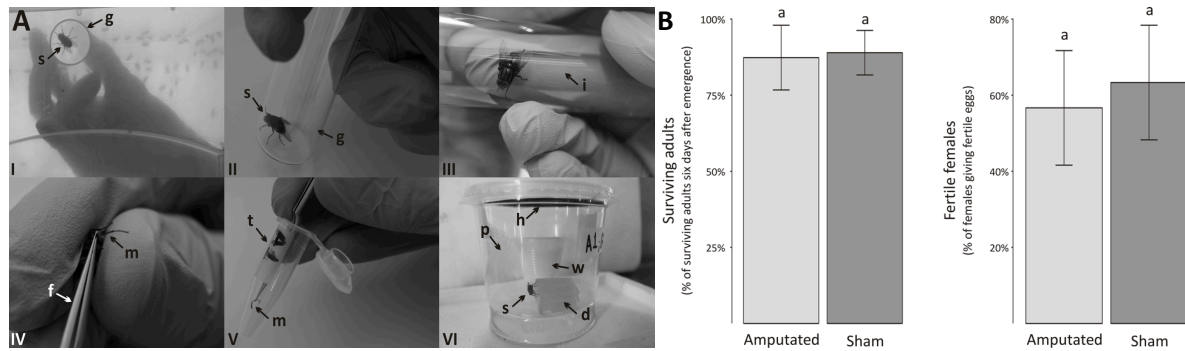 A
g
s
I
s
g
II
i
III
m
f
IV
t
m
V
h
p
A1
w
s
d
VI
B
100%
75%
50%
25%
Surviving adults
(% of surviving adults six days after emergence)
a
a
Amputated
Sham
80%
60%
40%
20%
Fertile females
(% of females giving fertile eggs)
a
a
Amputated
Sham